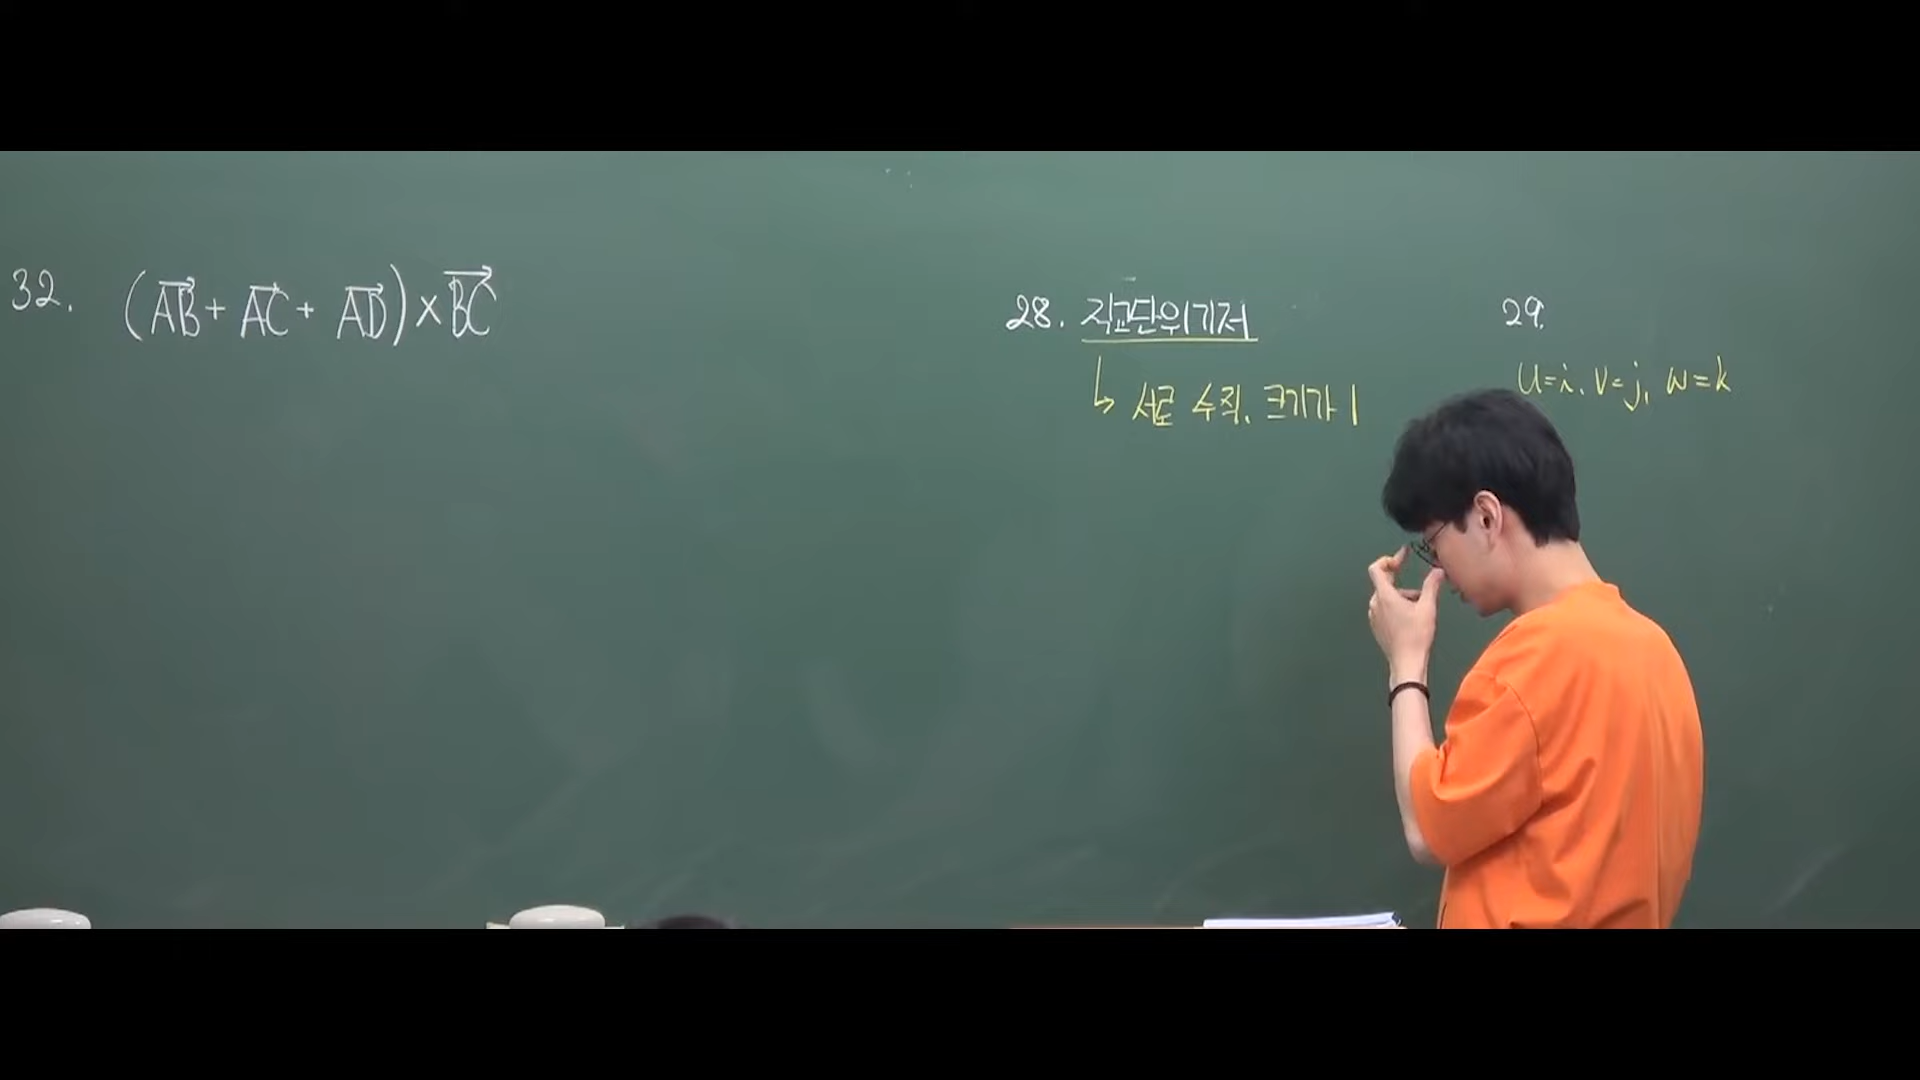 32. (AB→ + AC→ + AD→) × BC→
28. 직교단위기저
↳ 서로 수직, 크기가 1
29.
u=i, v=j, w=k